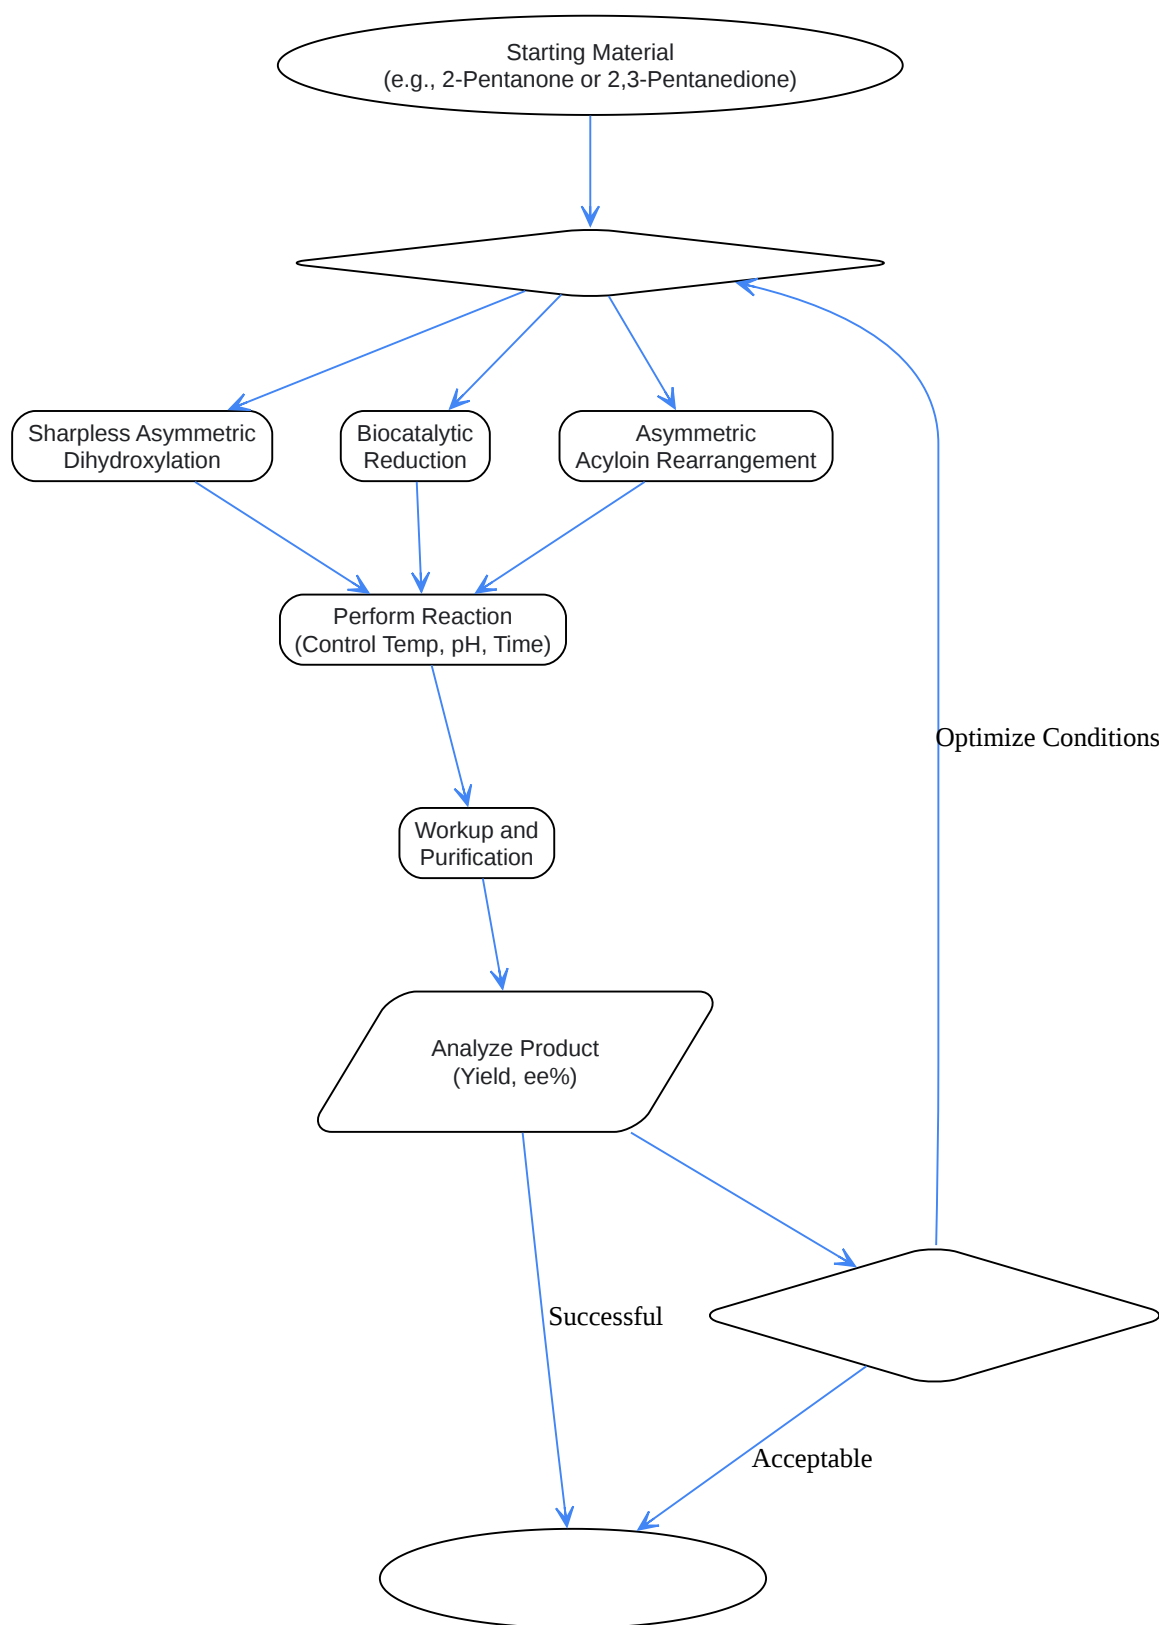 Starting Material
(e.g., 2-Pentanone or 2,3-Pentanedione)
Sharpless Asymmetric
Dihydroxylation
Biocatalytic
Reduction
Asymmetric
Acyloin Rearrangement
Perform Reaction
(Control Temp, pH, Time)
Optimize Conditions
Workup and
Purification
Analyze Product
(Yield, ee%)
Successful
Acceptable